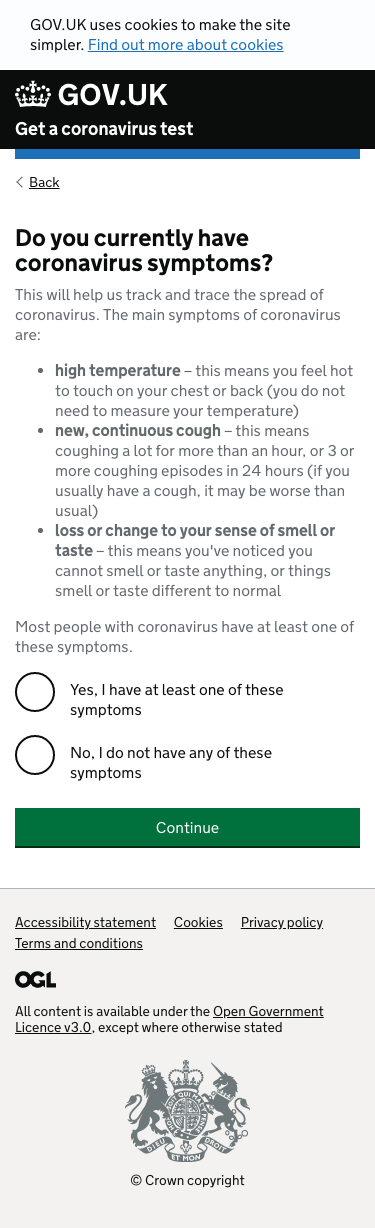 GOV.UK uses cookies to make the site
simpler. Find out more about cookies
GOV.UK
Get a coronavirus test
Back
Do you currently have
coronavirus symptoms?
This will help us track and trace the spread of
coronavirus. The main symptoms of coronavirus
are:
• high temperature – this means you feel hot
to touch on your chest or back (you do not
need to measure your temperature)
• new, continuous cough – this means
coughing a lot for more than an hour, or 3 or
more coughing episodes in 24 hours (if you
usually have a cough, it may be worse than
usual)
• loss or change to your sense of smell or
taste – this means you've noticed you
cannot smell or taste anything, or things
smell or taste different to normal
Most people with coronavirus have at least one of
these symptoms.
Yes, I have at least one of these
symptoms
No, I do not have any of these
symptoms
Continue
Accessibility statement Cookies Privacy policy
Terms and conditions
OGL
All content is available under the Open Government
Licence v3.0, except where otherwise stated
DIEU ET MON DROIT
© Crown copyright